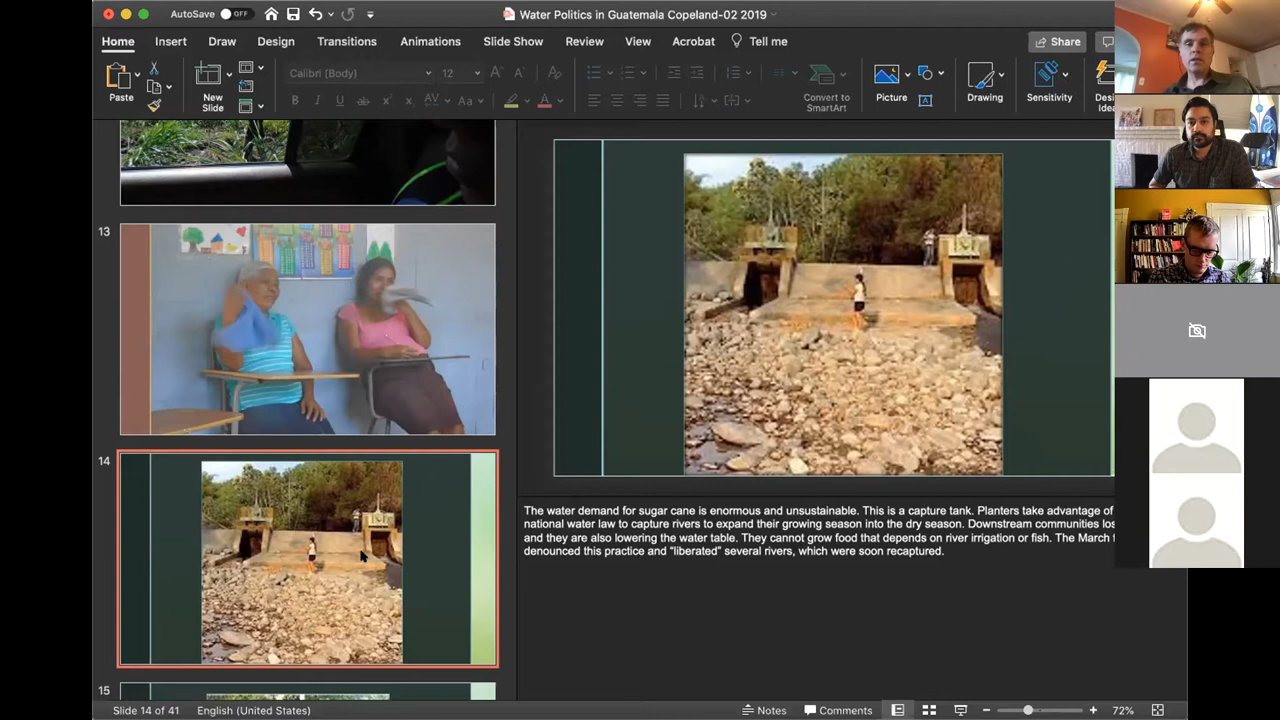 AutoSave OFF
Water Politics in Guatemala Copeland-02 2019
Home Insert Draw Design Transitions Animations Slide Show Review View Acrobat Tell me Share
Calibri (Body) 12
Paste New Slide B I U ab X² X₂ AV Aa A Convert to SmartArt Picture Drawing Sensitivity
13
14
15
The water demand for sugar cane is enormous and unsustainable. This is a capture tank. Planters take advantage of
national water law to capture rivers to expand their growing season into the dry season. Downstream communities los
and they are also lowering the water table. They cannot grow food that depends on river irrigation or fish. The March f
denounced this practice and “liberated” several rivers, which were soon recaptured.
Slide 14 of 41 English (United States) Notes Comments 72%